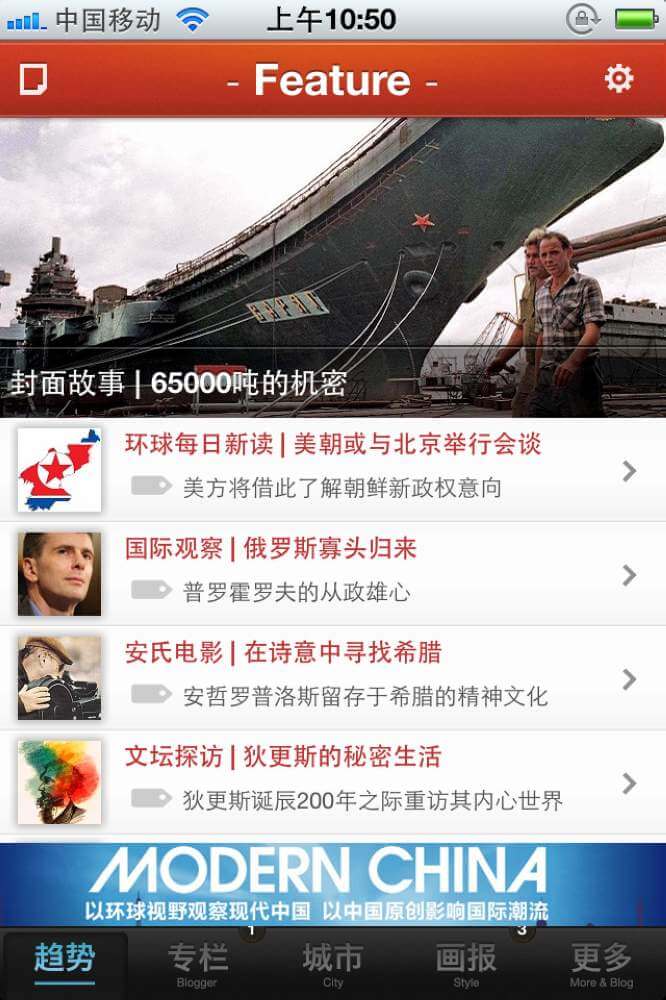 中国移动
上午10:50
- Feature -
ВАРЯГ
封面故事 | 65000吨的机密
环球每日新读 | 美朝或与北京举行会谈
美方将借此了解朝鲜新政权意向
国际观察 | 俄罗斯寡头归来
普罗霍罗夫的从政雄心
安氏电影 | 在诗意中寻找希腊
安哲罗普洛斯留存于希腊的精神文化
文坛探访 | 狄更斯的秘密生活
狄更斯诞辰200年之际重访其内心世界
MODERN CHINA
以环球视野观察现代中国 以中国原创影响国际潮流
1
3
趋势
专栏
城市
画报
更多
Blogger
City
Style
More & Blog